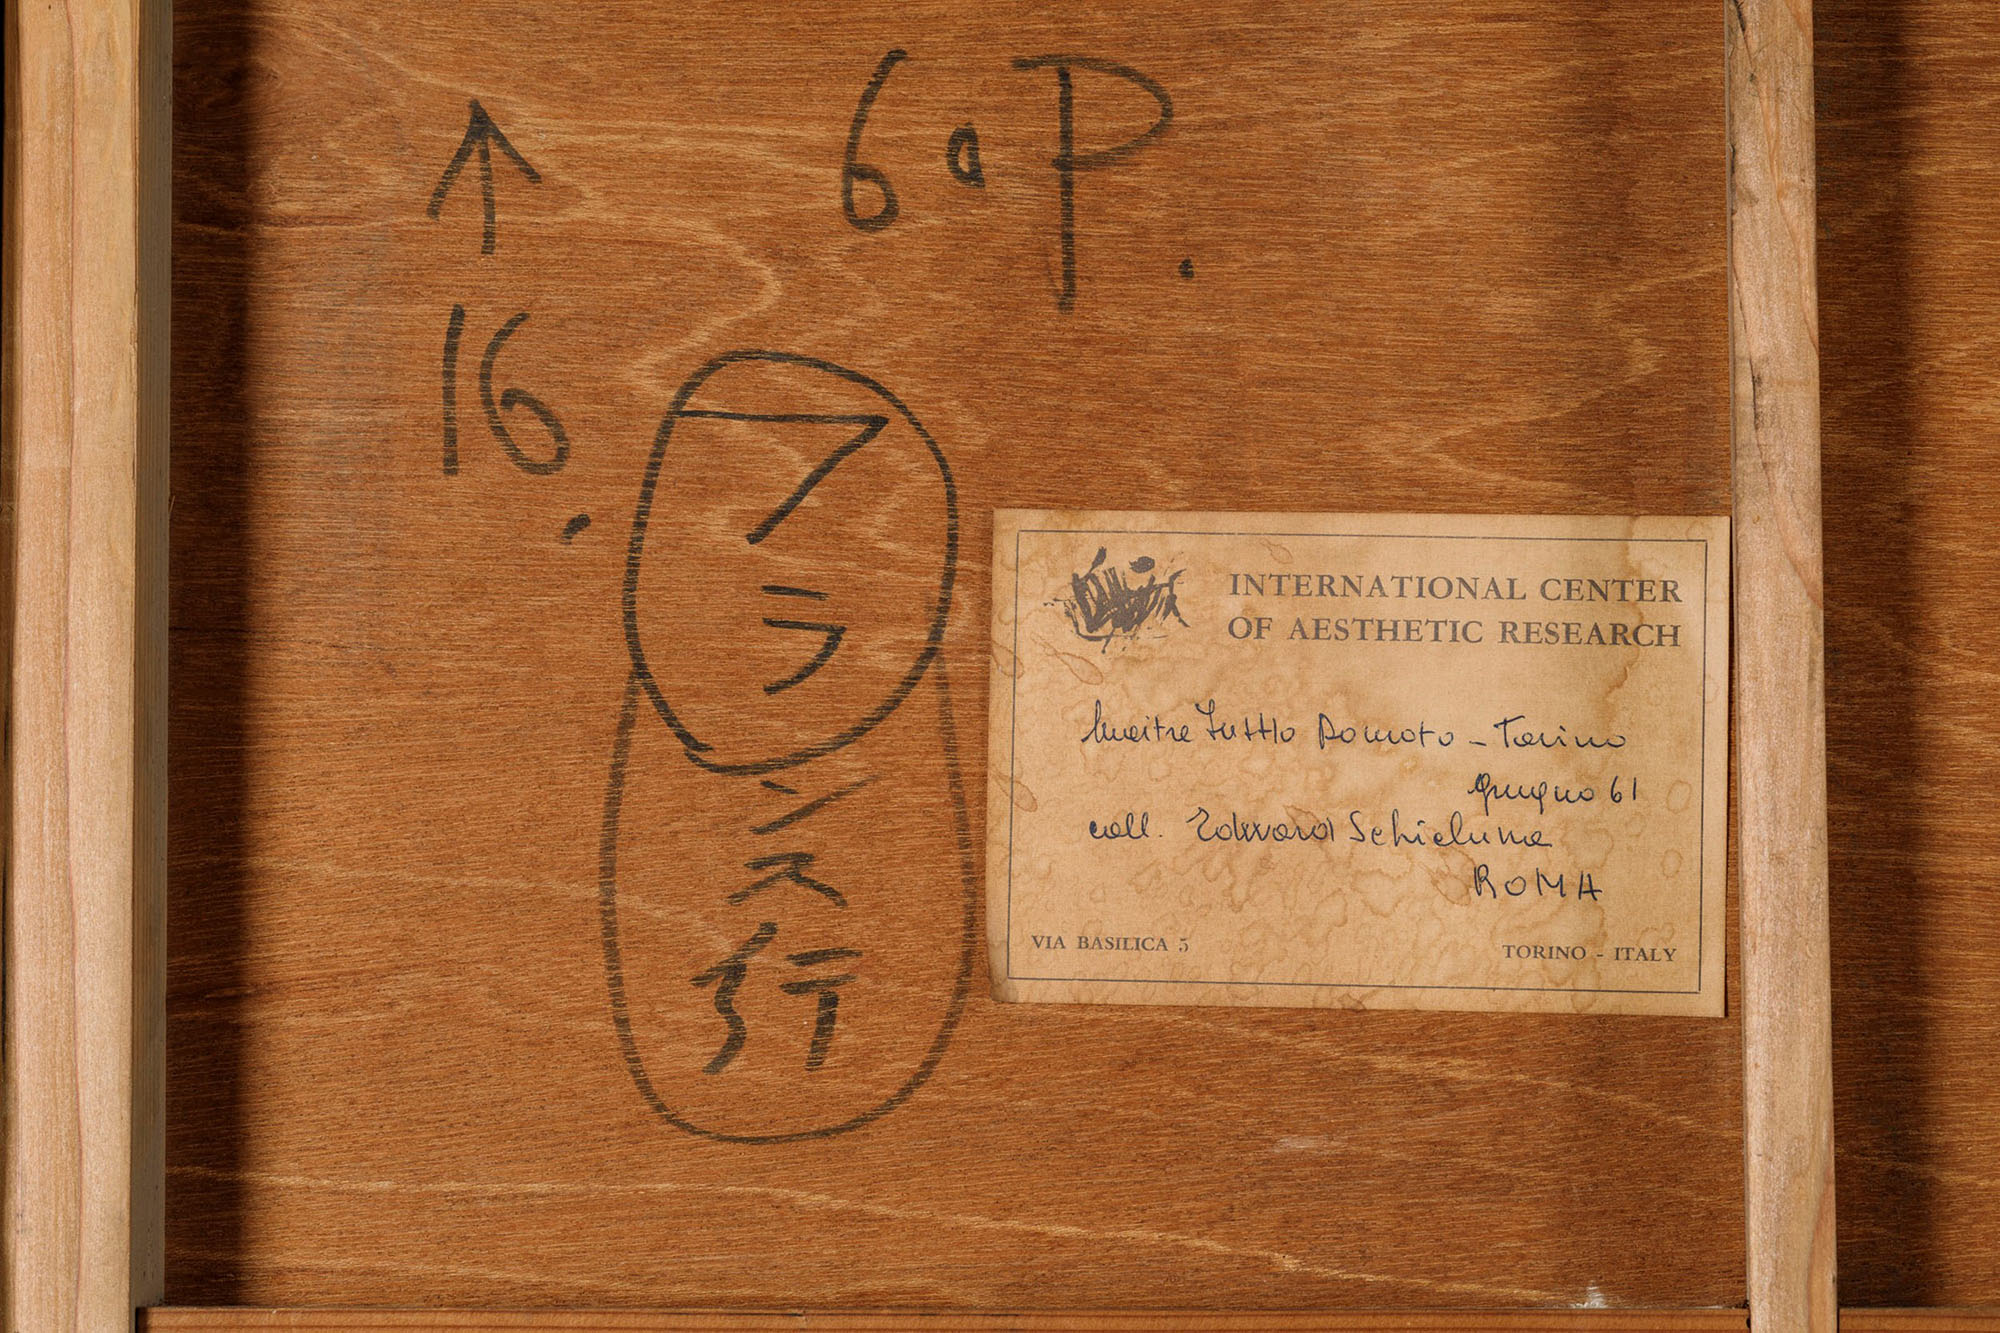 60P.
↑
16.
フランス行
INTERNATIONAL CENTER
OF AESTHETIC RESEARCH
Torino
giugno 61
coll. Edward
ROMA
VIA BASILICA 5
TORINO - ITALY